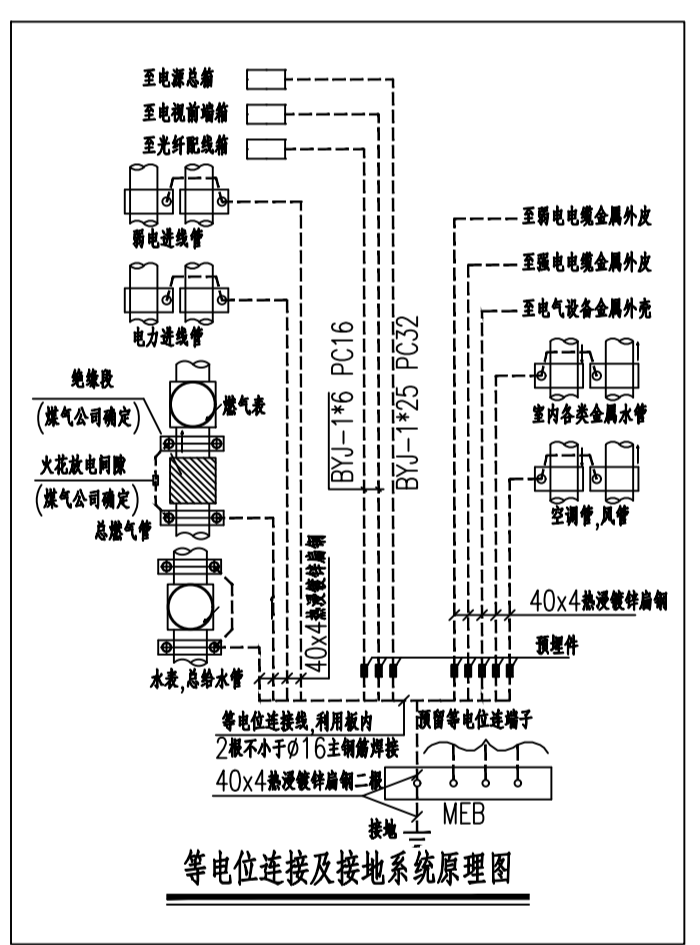 至电源总箱
至电视前端箱
至光纤配线箱
弱电进线管
电力进线管
绝缘段
(煤气公司确定)
燃气表
火花放电间隙
(煤气公司确定)
总燃气管
水表,总给水管
40x4热浸镀锌扁钢
BYJ-1*6 PC16
BYJ-1*25 PC32
至弱电电缆金属外皮
至强电电缆金属外皮
至电气设备金属外壳
室内各类金属水管
空调管,风管
40x4热浸镀锌扁钢
预埋件
等电位连接线,利用板内
2根不小于Ø16主钢筋焊接
40x4热浸镀锌扁钢二根
预留等电位连端子
MEB
接地
等电位连接及接地系统原理图